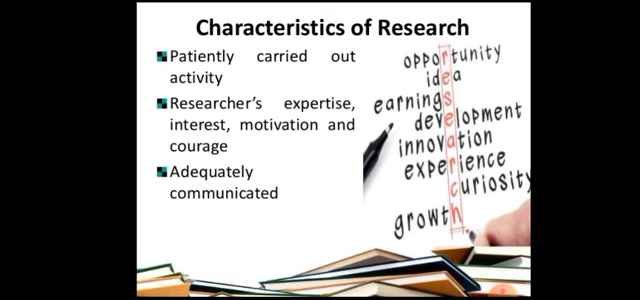 Characteristics of Research
Patiently carried out
activity
Researcher's expertise,
interest, motivation and
courage
Adequately
communicated
opportunity
idea
earnings
development
innovation
experience
curiosity
growth